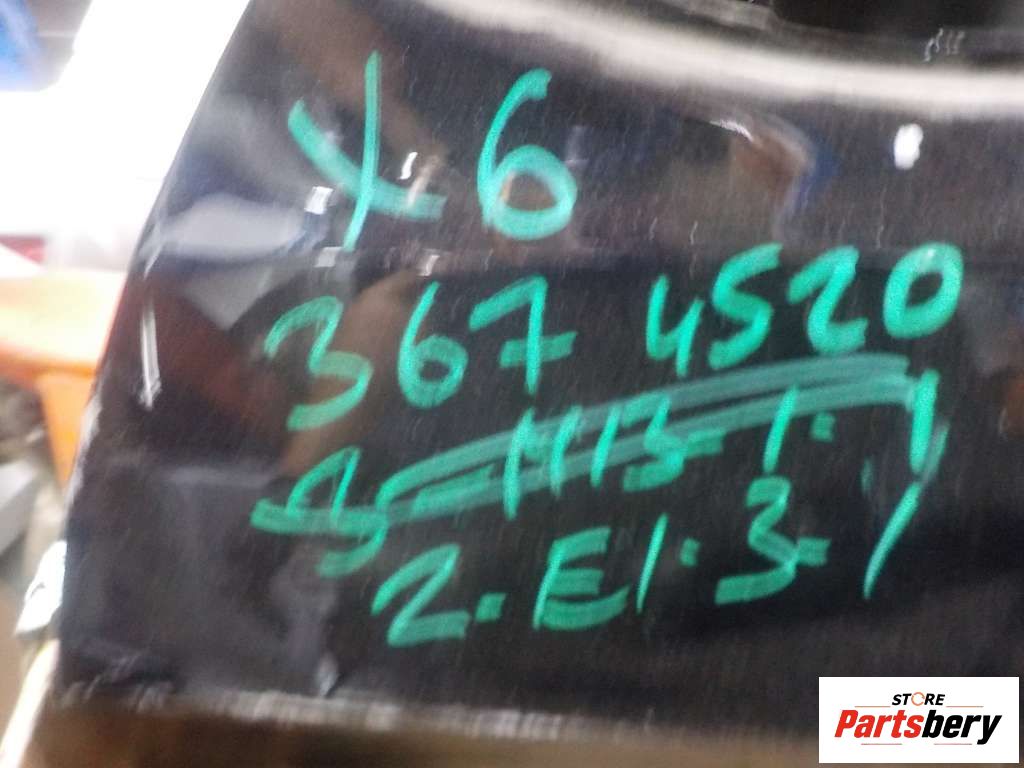 X6
367 4520
2-E1-3-1
STORE
Partsbery